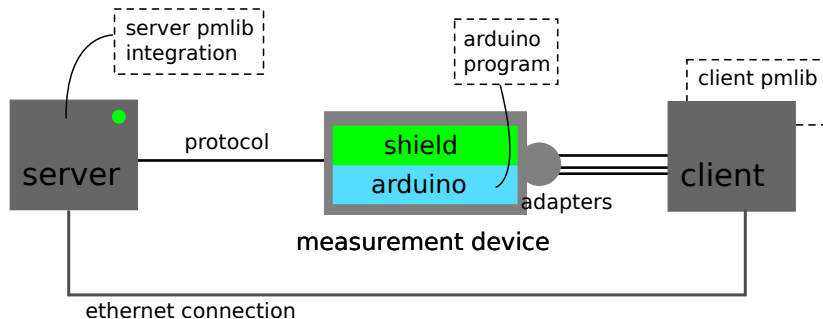 server pmlib
integration
arduino
program
client pmlib
server
protocol
shield
arduino
adapters
client
measurement device
ethernet connection